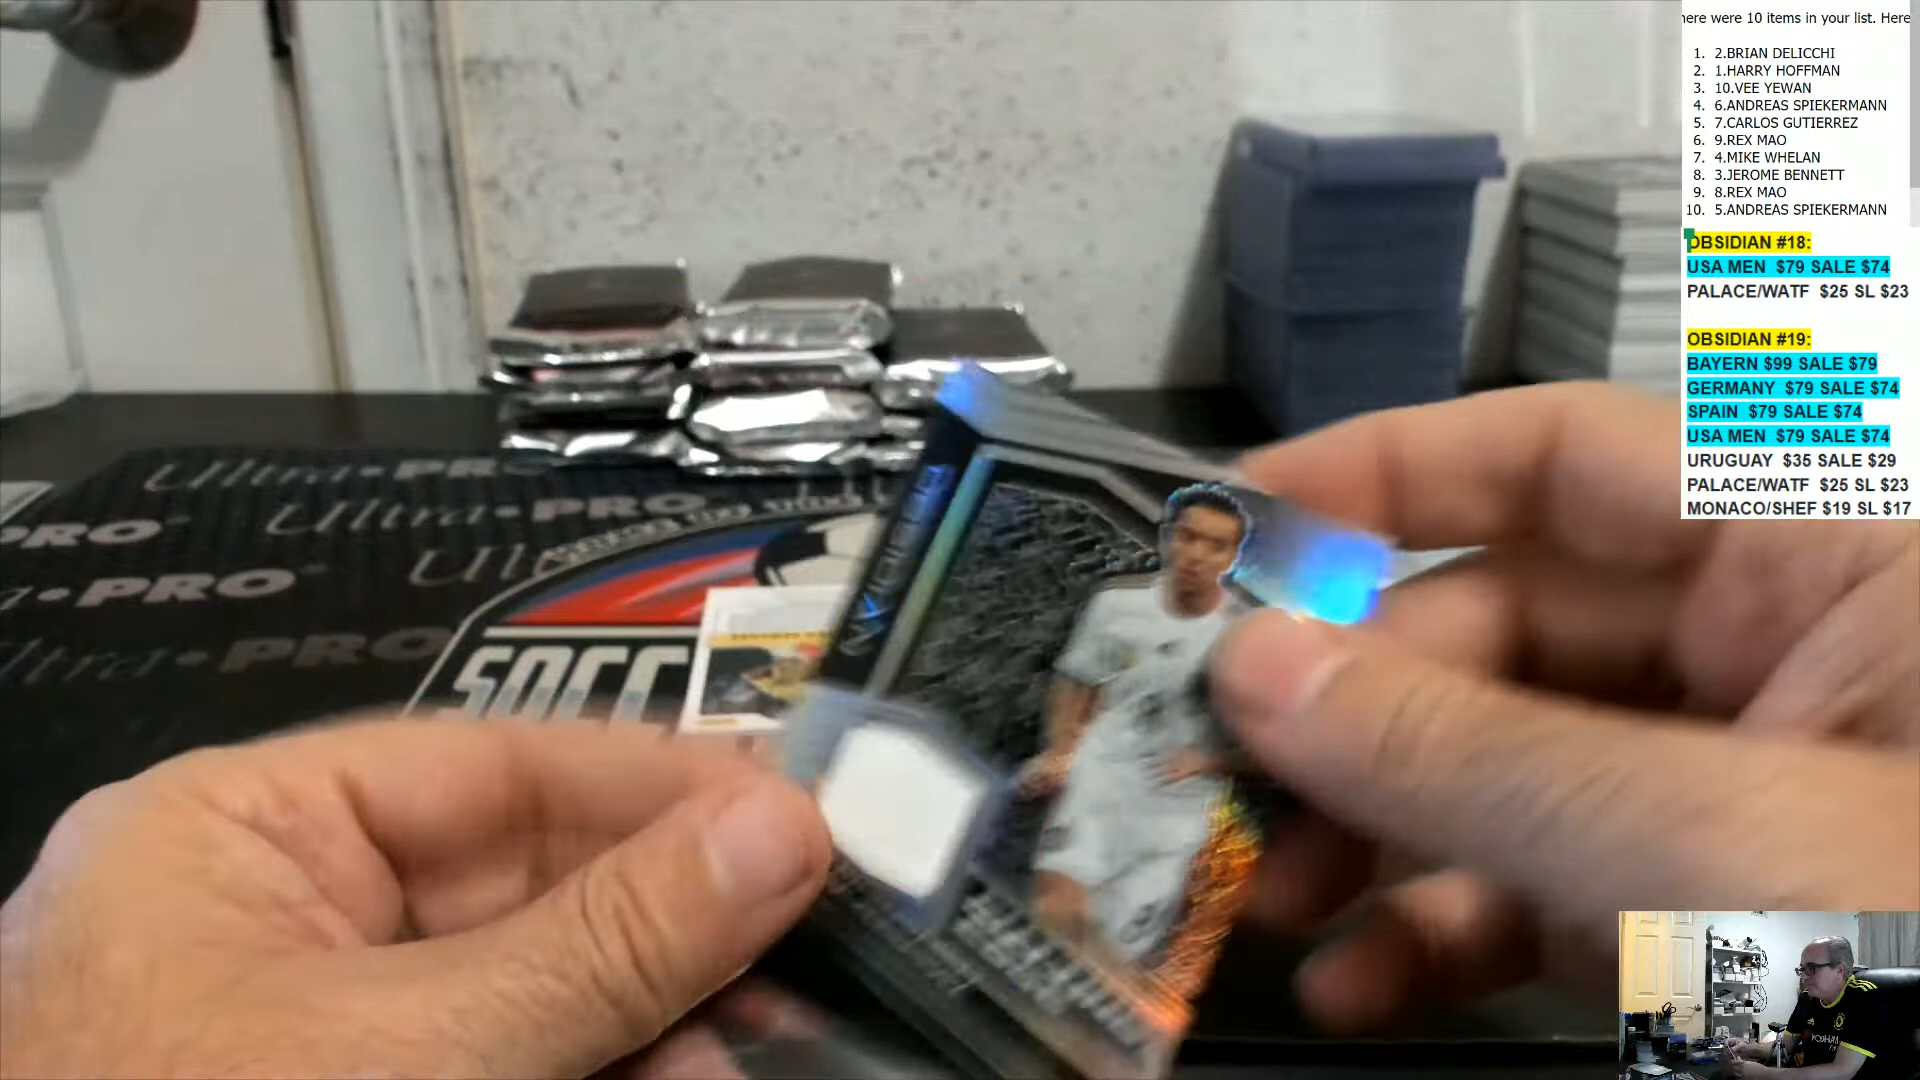 here were 10 items in your list. Here
1. 2.BRIAN DELICCHI
2. 1.HARRY HOFFMAN
3. 10.VEE YEWAN
4. 6.ANDREAS SPIEKERMANN
5. 7.CARLOS GUTIERREZ
6. 9.REX MAO
7. 4.MIKE WHELAN
8. 3.JEROME BENNETT
9. 8.REX MAO
10. 5.ANDREAS SPIEKERMANN
OBSIDIAN #18:
USA MEN $79 SALE $74
PALACE/WATF $25 SL $23
OBSIDIAN #19:
BAYERN $99 SALE $79
GERMANY $79 SALE $74
SPAIN $79 SALE $74
USA MEN $79 SALE $74
URUGUAY $35 SALE $29
PALACE/WATF $25 SL $23
MONACO/SHEF $19 SL $17
Ultra•PRO
Ultra•PRO
PRO
Ultra•PRO
SOCC